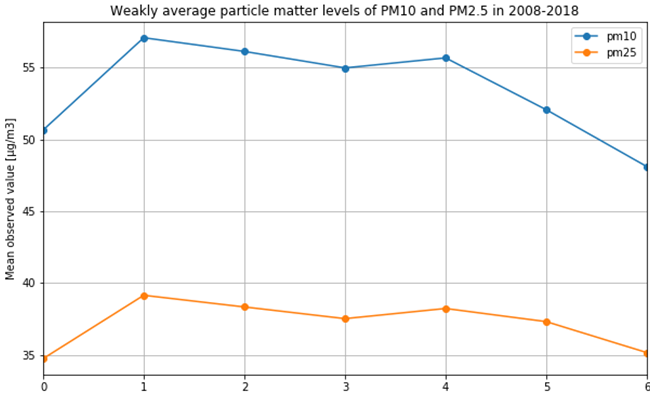 Weakly average particle matter levels of PM10 and PM2.5 in 2008-2018
pm10
pm25
Mean observed value [µg/m3]
55
50
45
40
35
0 1 2 3 4 5 6